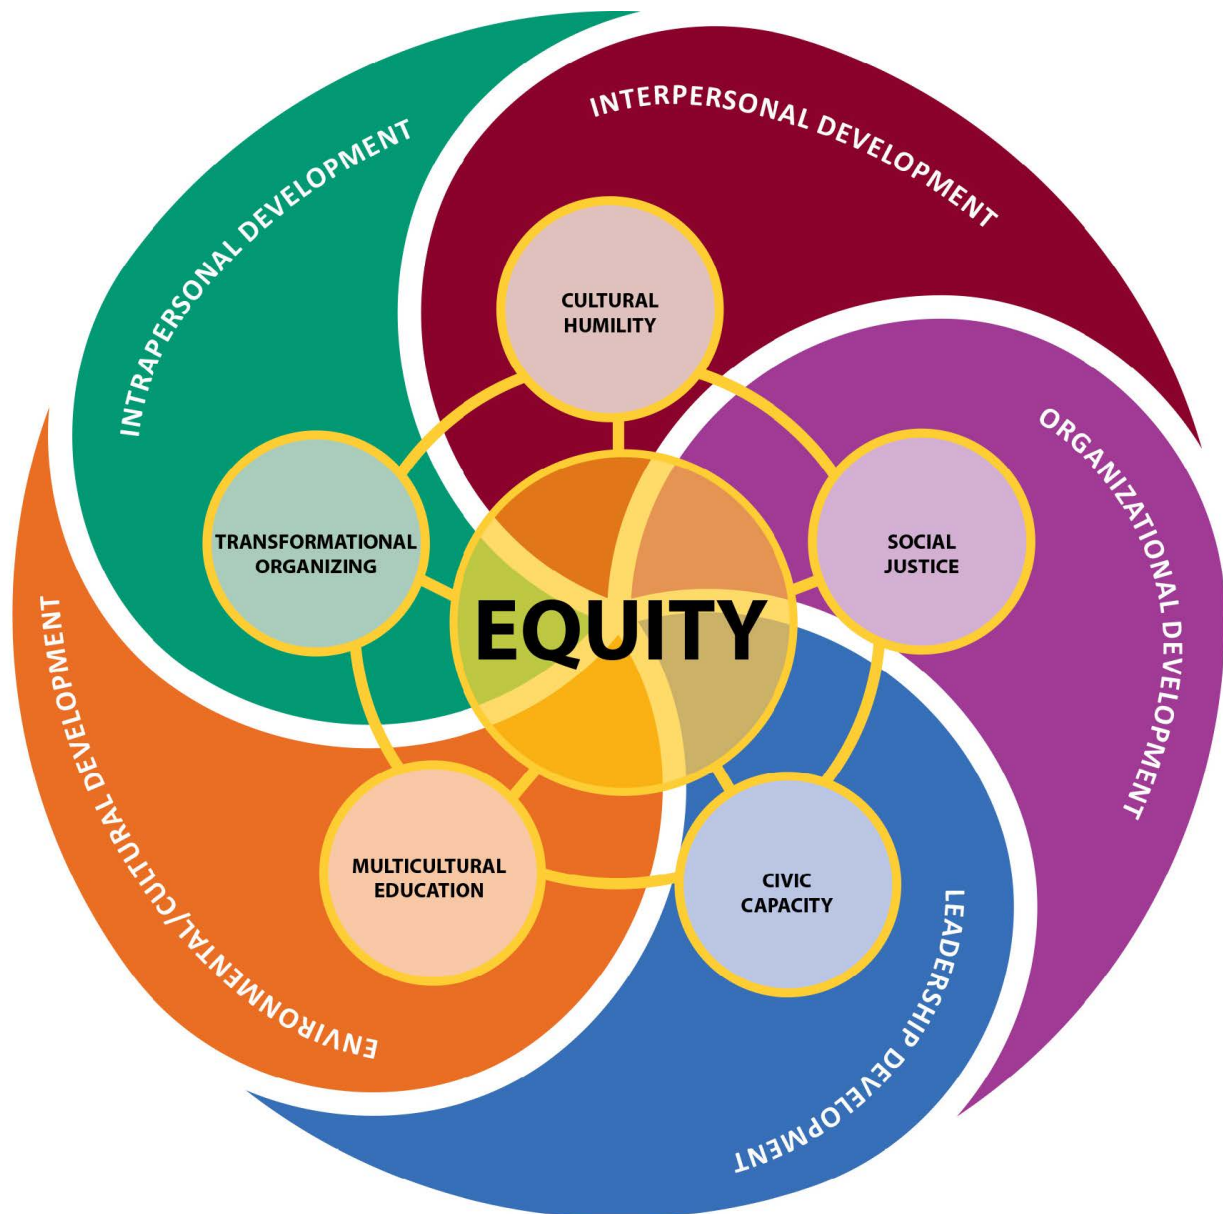 INTRAPERSONAL DEVELOPMENT
INTERPERSONAL DEVELOPMENT
ORGANIZATIONAL DEVELOPMENT
LEADERSHIP DEVELOPMENT
ENVIRONMENTAL/CULTURAL DEVELOPMENT
CULTURAL
HUMILITY
SOCIAL
JUSTICE
CIVIC
CAPACITY
MULTICULTURAL
EDUCATION
TRANSFORMATIONAL
ORGANIZING
EQUITY